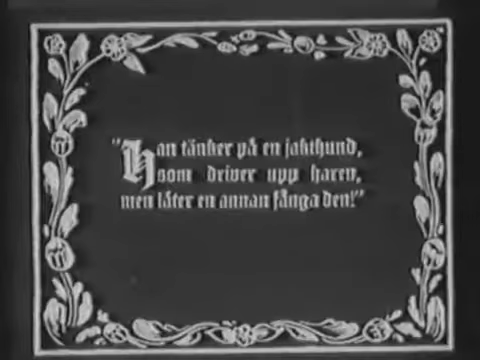 "Han tänker på en jakthund,
som driver upp haren,
men låter en annan fånga den!"